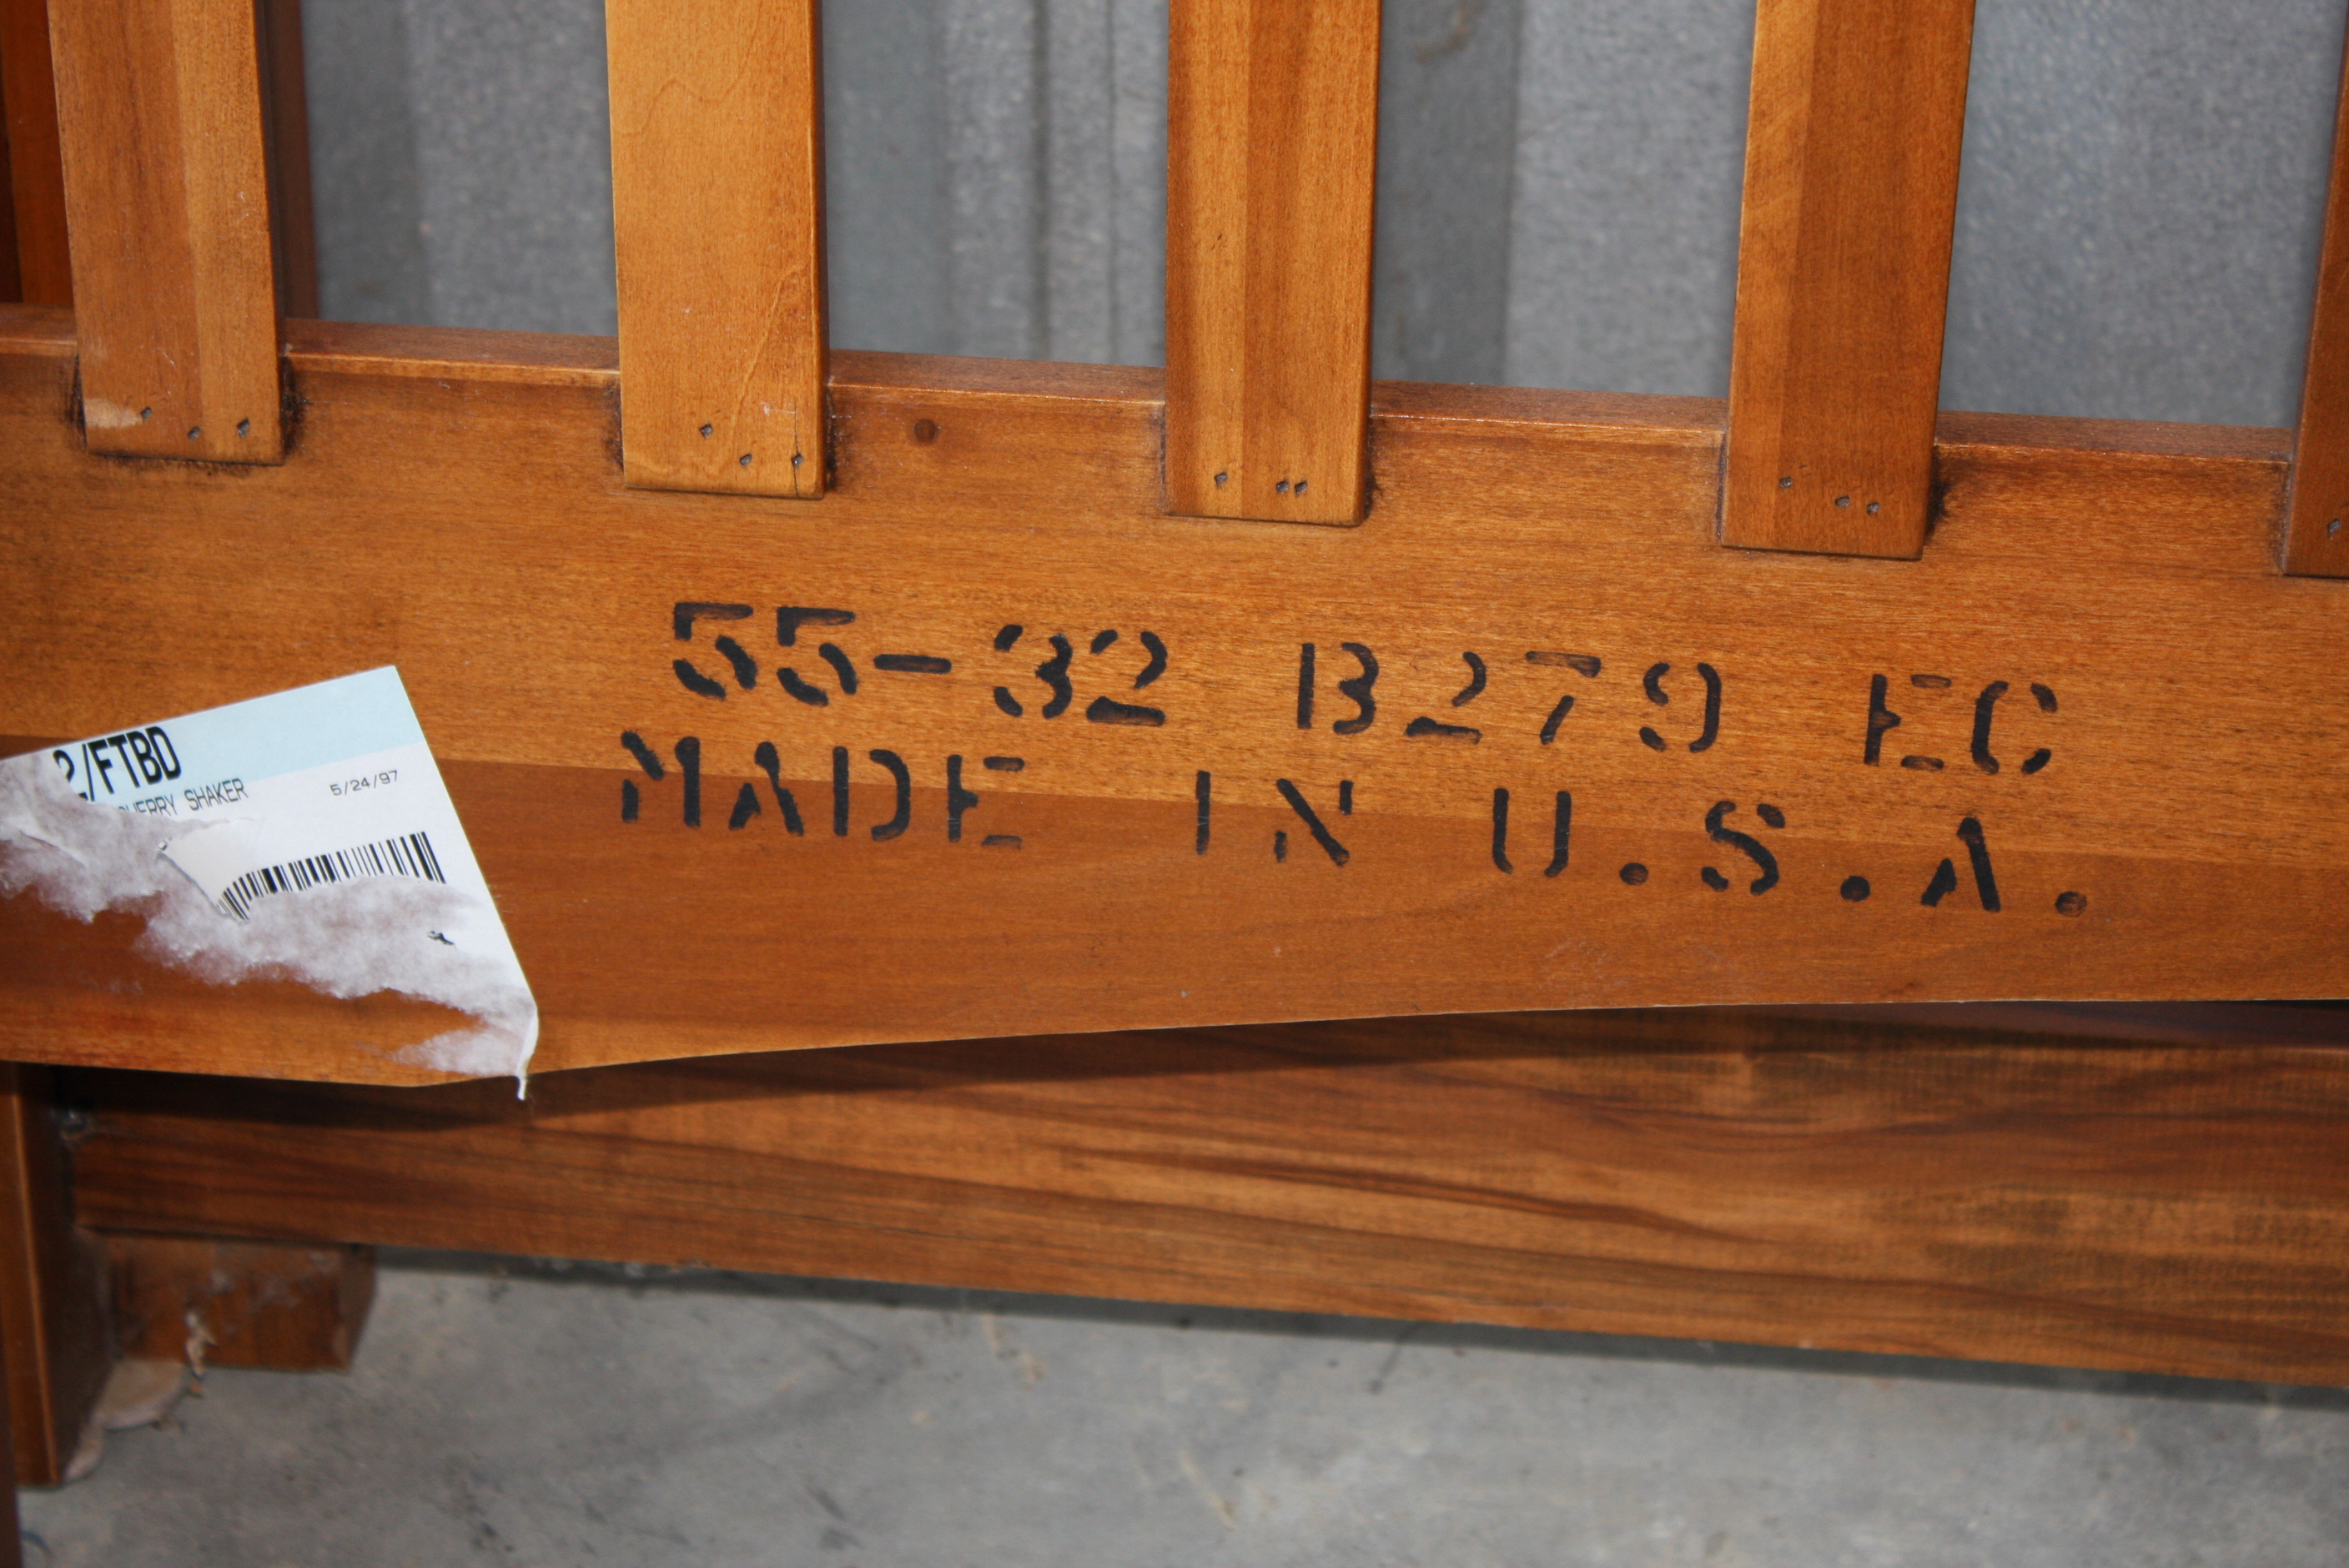 55-32 B279 EC
MADE IN U.S.A.
2/FTBD
CHERRY SHAKER
5/24/97